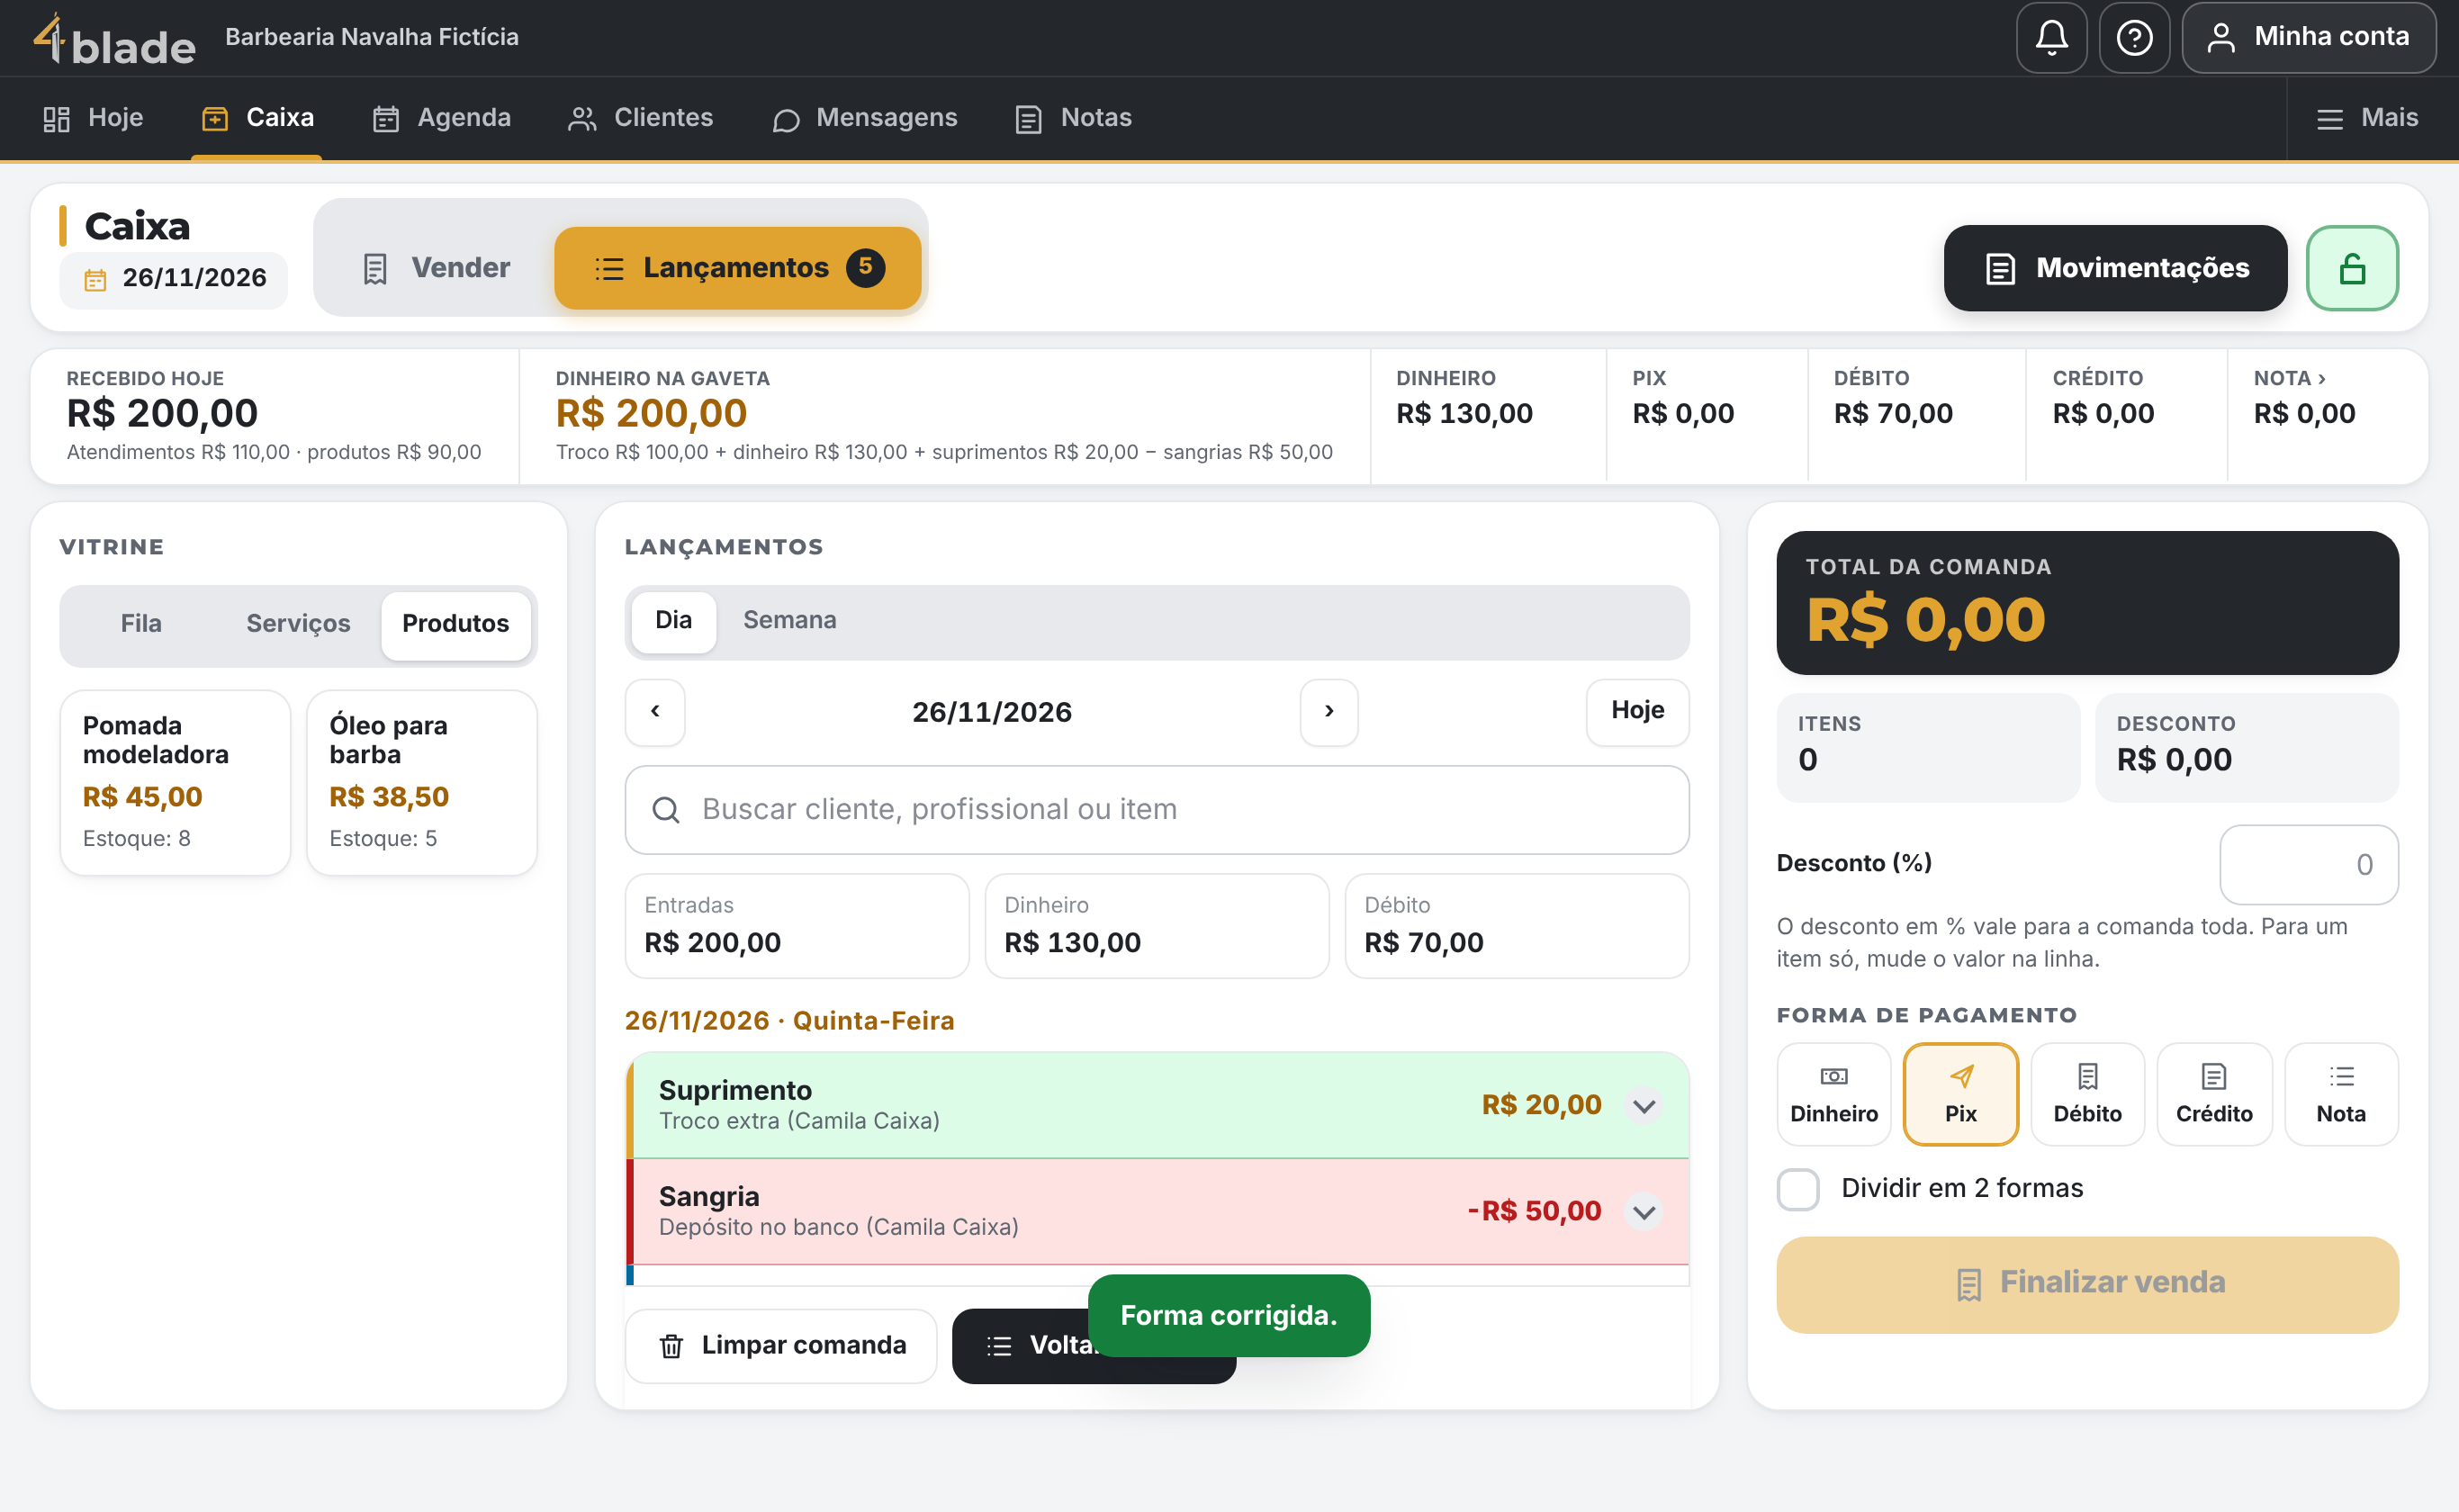 4blade
Barbearia Navalha Fictícia
Minha conta
Hoje
Caixa
Agenda
Clientes
Mensagens
Notas
Mais
Caixa
26/11/2026
Vender
Lançamentos 5
Movimentações
RECEBIDO HOJE
R$ 200,00
Atendimentos R$ 110,00 · produtos R$ 90,00
DINHEIRO NA GAVETA
R$ 200,00
Troco R$ 100,00 + dinheiro R$ 130,00 + suprimentos R$ 20,00 − sangrias R$ 50,00
DINHEIRO
R$ 130,00
PIX
R$ 0,00
DÉBITO
R$ 70,00
CRÉDITO
R$ 0,00
NOTA ›
R$ 0,00
VITRINE
Fila
Serviços
Produtos
Pomada
modeladora
R$ 45,00
Estoque: 8
Óleo para
barba
R$ 38,50
Estoque: 5
LANÇAMENTOS
Dia
Semana
‹
26/11/2026
›
Hoje
Buscar cliente, profissional ou item
Entradas
R$ 200,00
Dinheiro
R$ 130,00
Débito
R$ 70,00
26/11/2026 · Quinta-Feira
Suprimento
Troco extra (Camila Caixa)
R$ 20,00
Sangria
Depósito no banco (Camila Caixa)
-R$ 50,00
Limpar comanda
Forma corrigida.
TOTAL DA COMANDA
R$ 0,00
ITENS
0
DESCONTO
R$ 0,00
Desconto (%)
0
O desconto em % vale para a comanda toda. Para um
item só, mude o valor na linha.
FORMA DE PAGAMENTO
Dinheiro
Pix
Débito
Crédito
Nota
Dividir em 2 formas
Finalizar venda